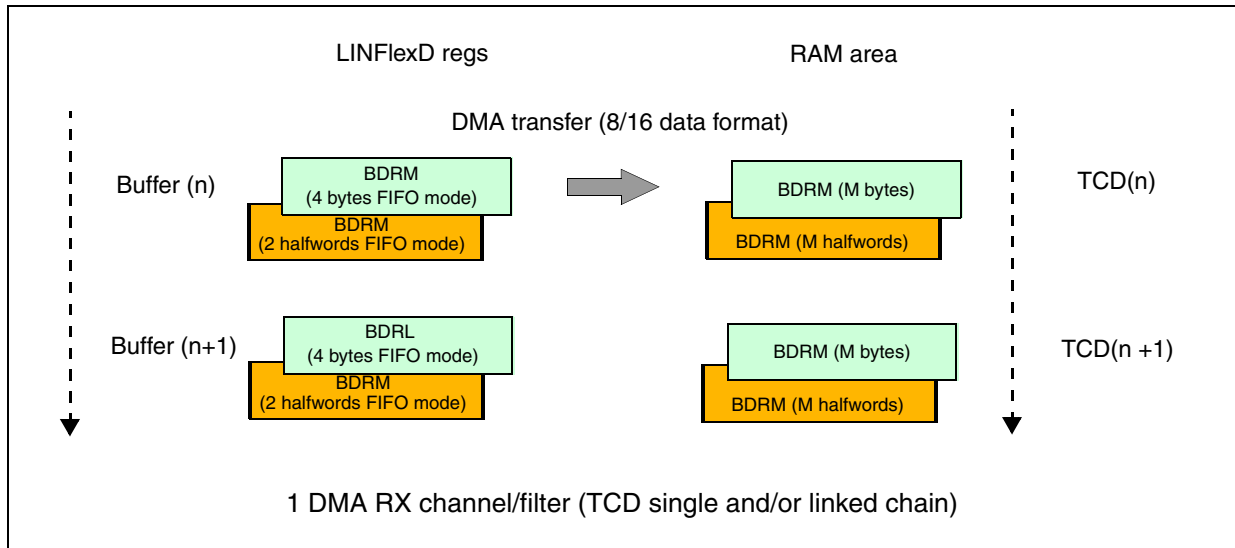 LINFlexD regs
RAM area
DMA transfer (8/16 data format)
Buffer (n)
BDRM
(4 bytes FIFO mode)
BDRM
(2 halfwords FIFO mode)
BDRM (M bytes)
BDRM (M halfwords)
TCD(n)
Buffer (n+1)
BDRL
(4 bytes FIFO mode)
BDRM
(2 halfwords FIFO mode)
BDRM (M bytes)
BDRM (M halfwords)
TCD(n +1)
1 DMA RX channel/filter (TCD single and/or linked chain)